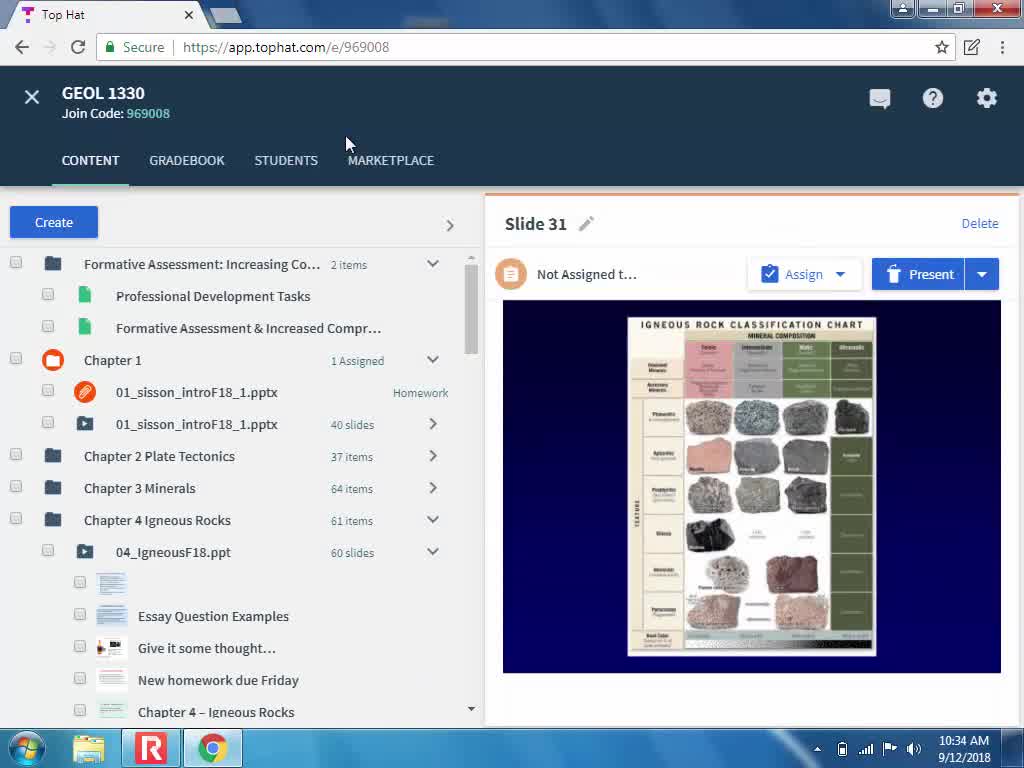 Top Hat
Secure
https://app.tophat.com/e/969008
GEOL 1330
Join Code: 969008
CONTENT GRADEBOOK STUDENTS MARKETPLACE
Create
Slide 31
Delete
Formative Assessment: Increasing Co... 2 items
Professional Development Tasks
Formative Assessment & Increased Compr...
Chapter 1 1 Assigned
01_sisson_introF18_1.pptx Homework
01_sisson_introF18_1.pptx 40 slides
Chapter 2 Plate Tectonics 37 items
Chapter 3 Minerals 64 items
Chapter 4 Igneous Rocks 61 items
04_IgneousF18.ppt 60 slides
Essay Question Examples
Give it some thought...
New homework due Friday
Chapter 4 – Igneous Rocks
Not Assigned t...
Assign
Present
IGNEOUS ROCK CLASSIFICATION CHART
MINERAL COMPOSITION
Felsic Intermediate Mafic Ultramafic
TEXTURE
10:34 AM
9/12/2018